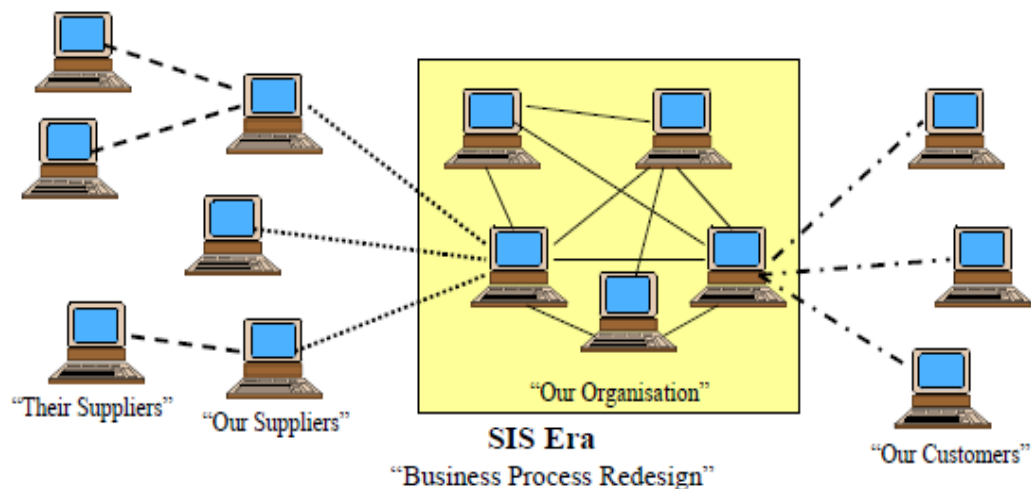 “Our Organisation”
“Their Suppliers”
“Our Suppliers”
SIS Era
“Our Customers”
“Business Process Redesign”